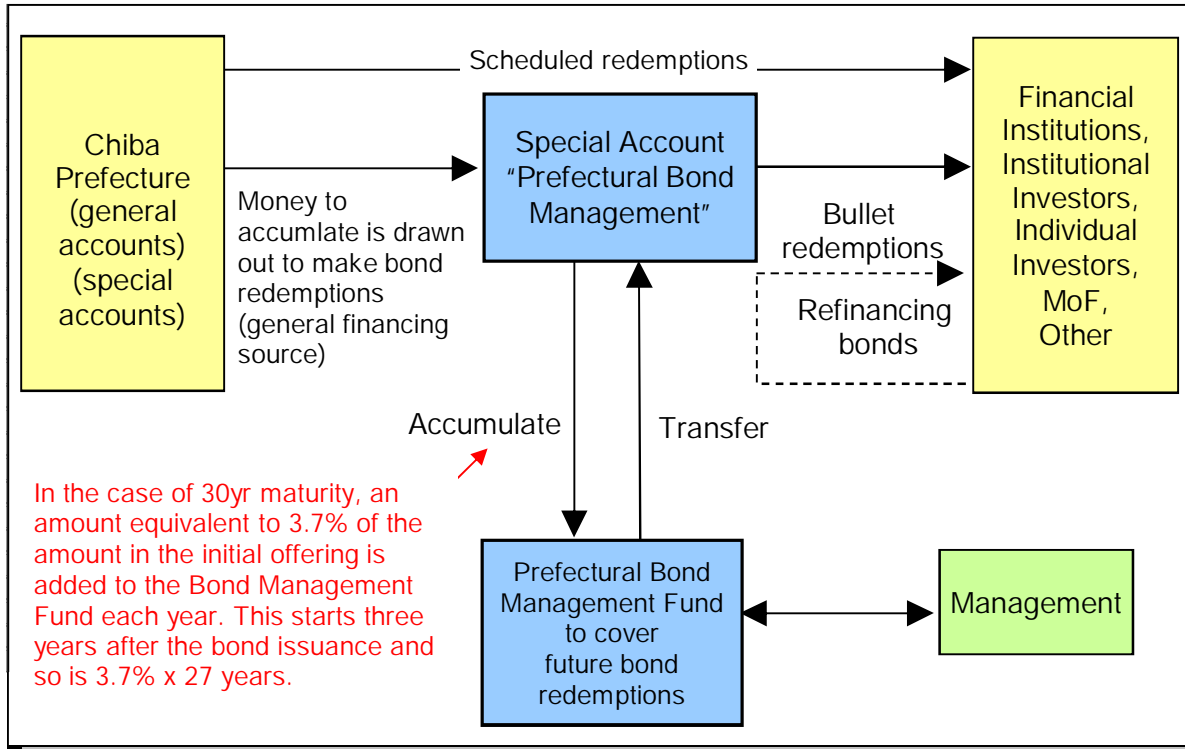 Scheduled redemptions
Chiba
Prefecture
(general
accounts)
(special
accounts)
Money to
accumlate is drawn
out to make bond
redemptions
(general financing
source)
Special Account
“Prefectural Bond
Management”
Bullet
redemptions
Refinancing
bonds
Financial
Institutions,
Institutional
Investors,
Individual
Investors,
MoF,
Other
Accumulate
Transfer
In the case of 30yr maturity, an
amount equivalent to 3.7% of the
amount in the initial offering is
added to the Bond Management
Fund each year. This starts three
years after the bond issuance and
so is 3.7% x 27 years.
Prefectural Bond
Management Fund
to cover
future bond
redemptions
Management